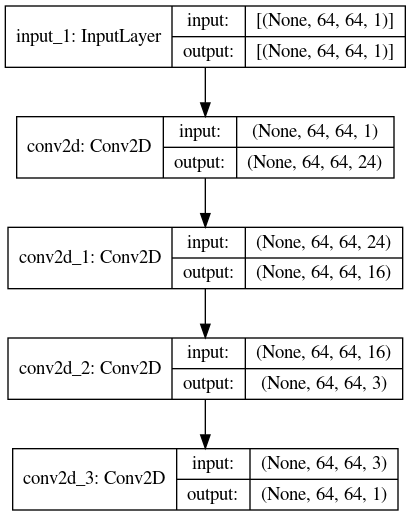 input_1: InputLayer
input: [(None, 64, 64, 1)]
output: [(None, 64, 64, 1)]
conv2d: Conv2D
input: (None, 64, 64, 1)
output: (None, 64, 64, 24)
conv2d_1: Conv2D
input: (None, 64, 64, 24)
output: (None, 64, 64, 16)
conv2d_2: Conv2D
input: (None, 64, 64, 16)
output: (None, 64, 64, 3)
conv2d_3: Conv2D
input: (None, 64, 64, 3)
output: (None, 64, 64, 1)